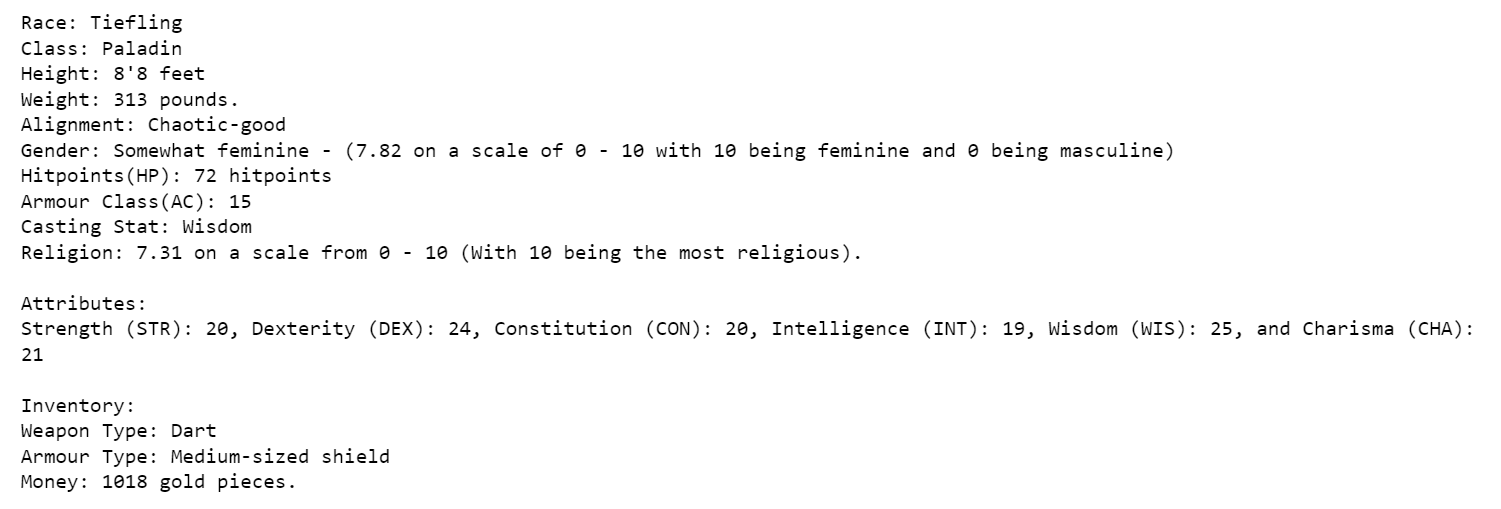 Race: Tiefling
Class: Paladin
Height: 8'8 feet
Weight: 313 pounds.
Alignment: Chaotic-good
Gender: Somewhat feminine - (7.82 on a scale of 0 - 10 with 10 being feminine and 0 being masculine)
Hitpoints(HP): 72 hitpoints
Armour Class(AC): 15
Casting Stat: Wisdom
Religion: 7.31 on a scale from 0 - 10 (With 10 being the most religious).

Attributes:
Strength (STR): 20, Dexterity (DEX): 24, Constitution (CON): 20, Intelligence (INT): 19, Wisdom (WIS): 25, and Charisma (CHA):
21

Inventory:
Weapon Type: Dart
Armour Type: Medium-sized shield
Money: 1018 gold pieces.